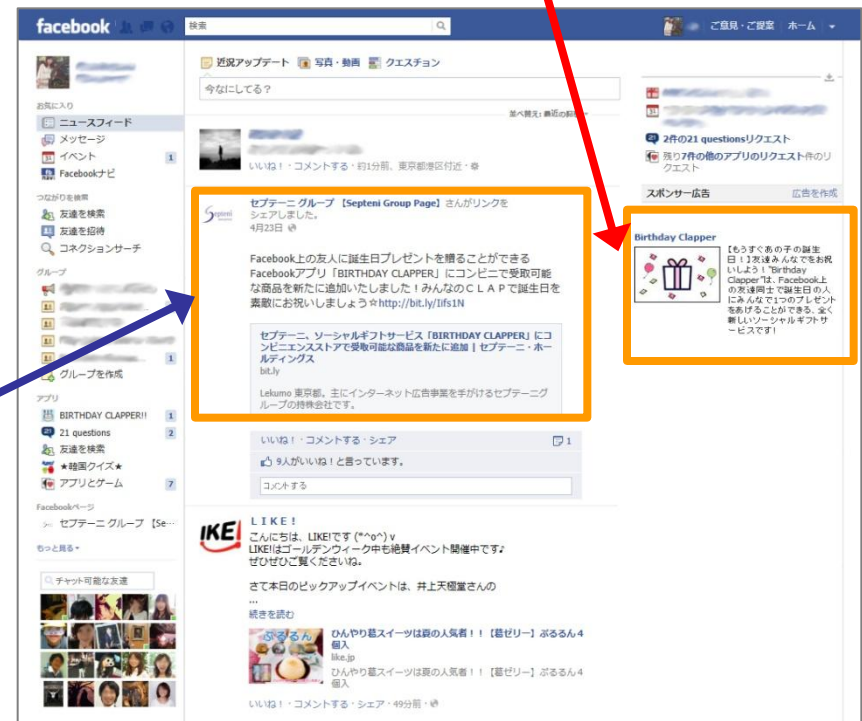 facebook
検索
ご意見・ご提案 ホーム
お気に入り
ニュースフィード
メッセージ
イベント 1
Facebookナビ
つながりを検索
友達を検索
友達を招待
コネクションサーチ
グループ
1
グループを作成
アプリ
BIRTHDAY CLAPPER!! 1
21 questions 2
友達を検索
★韓国クイズ★
アプリとゲーム 7
Facebookページ
セプテーニグループ 【Se…
もっと見る
チャット可能な友達
近況アップデート 写真・動画 クエスチョン
今なにしてる?
並べ替え: 最近の
いいね！・コメントする・約1分前、東京都港区付近・
Septeni
セプテーニ グループ 【Septeni Group Page】さんがリンクを
シェアしました。
4月23日
Facebook上の友人に誕生日プレゼントを贈ることができる
Facebookアプリ「BIRTHDAY CLAPPER」にコンビニで受取可能
な商品を新たに追加いたしました！みんなのＣＬＡＰで誕生日を
素敵にお祝いしましょう☆http://bit.ly/Iifs1N
セプテーニ、ソーシャルギフトサービス「BIRTHDAY CLAPPER」にコ
ンビニエンスストアで受取可能な商品を新たに追加 | セプテーニ・ホー
ルディングス
bit.ly
Lekumo 東京都。主にインターネット広告事業を手がけるセプテーニグ
ループの持株会社です。
いいね！・コメントする・シェア 1
9人がいいね！と言っています。
コメントする
IKE!
ＬＩＫＥ！
こんにちは、LIKE!です (^o^) v
LIKE!はゴールデンウィーク中も絶賛イベント開催中です♪
ぜひぜひご覧くださいね。
さて本日のピックアップイベントは、井上天極堂さんの
...
続きを読む
ぷるるん
ひんやり葛スイーツは夏の人気者！！【葛ゼリー】ぷるるん４
個入
like.jp
ひんやり葛スイーツは夏の人気者！！【葛ゼリー】ぷるるん４
個入
いいね！・コメントする・シェア・49分前・
2件の21 questionsリクエスト
残り7件の他のアプリのリクエスト件のリ
クエスト
スポンサー広告 広告を作成
Birthday Clapper
【もうすぐあの子の誕生
日！】友達みんなでをお祝
いしよう！"Birthday
Clapper"は、Facebook上
の友達同士で誕生日の人
にみんなで1つのプレゼント
をあげることができる、全く
新しいソーシャルギフトサ
ービスです！